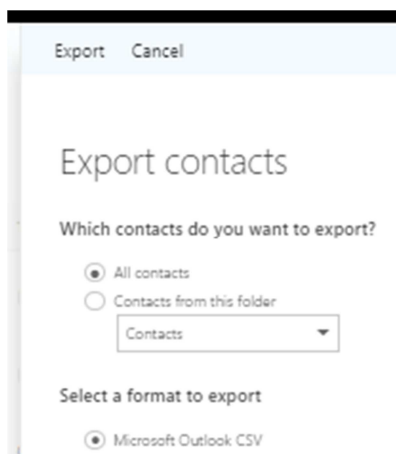 Export Cancel
Export contacts
Which contacts do you want to export?
All contacts
Contacts from this folder
Contacts
Select a format to export
Microsoft Outlook CSV